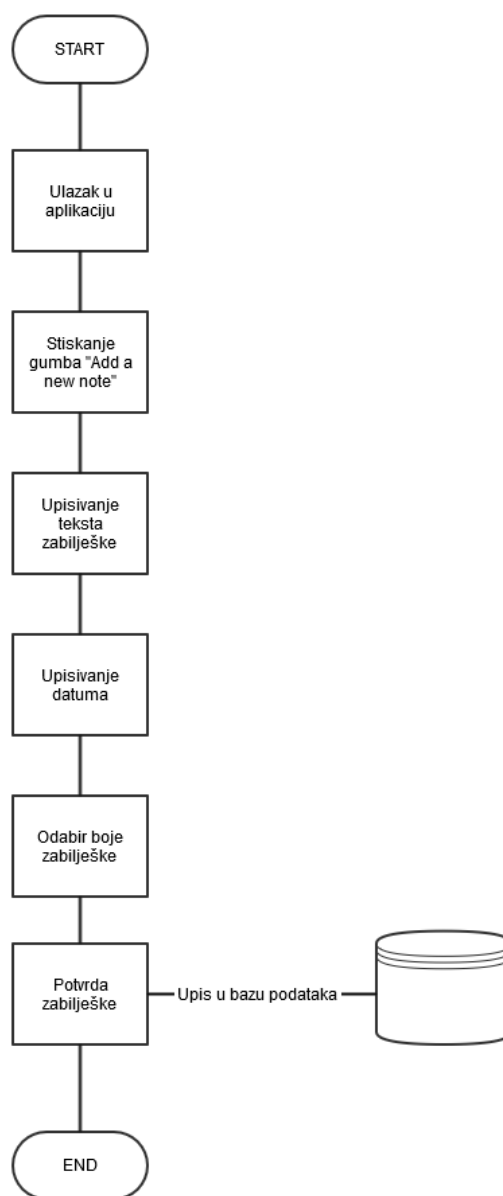 START
Ulazak u
aplikaciju
Stiskanje
gumba "Add a
new note"
Upisivanje
teksta
zabilješke
Upisivanje
datuma
Odabir boje
zabilješke
Potvrda
zabilješke
Upis u bazu podataka
END